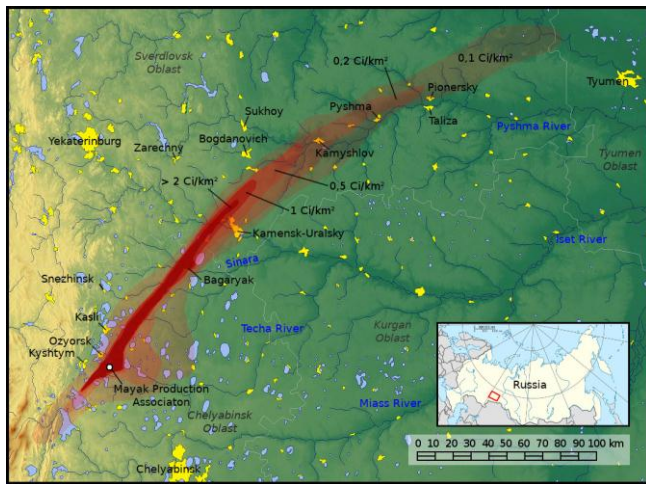 Sverdlovsk
Oblast
0,2 Ci/km²
0,1 Ci/km²
Tyumen
Pionersky
Pyshma
Sukhoy
Taliza
Pyshma River
Bogdanovich
Yekaterinburg
Zarechny
Kamyshlov
Tyumen
Oblast
> 2 Ci/km²
0,5 Ci/km²
1 Ci/km²
Kamensk-Uralsky
Iset River
Sinara
Bagaryak
Snezhinsk
Kasli
Techa River
Kurgan
Oblast
Ozyorsk
Kyshtym
Mayak Production
Associaton
Russia
Miass River
Chelyabinsk
Oblast
0 10 20 30 40 50 60 70 80 90 100 km
Chelyabinsk